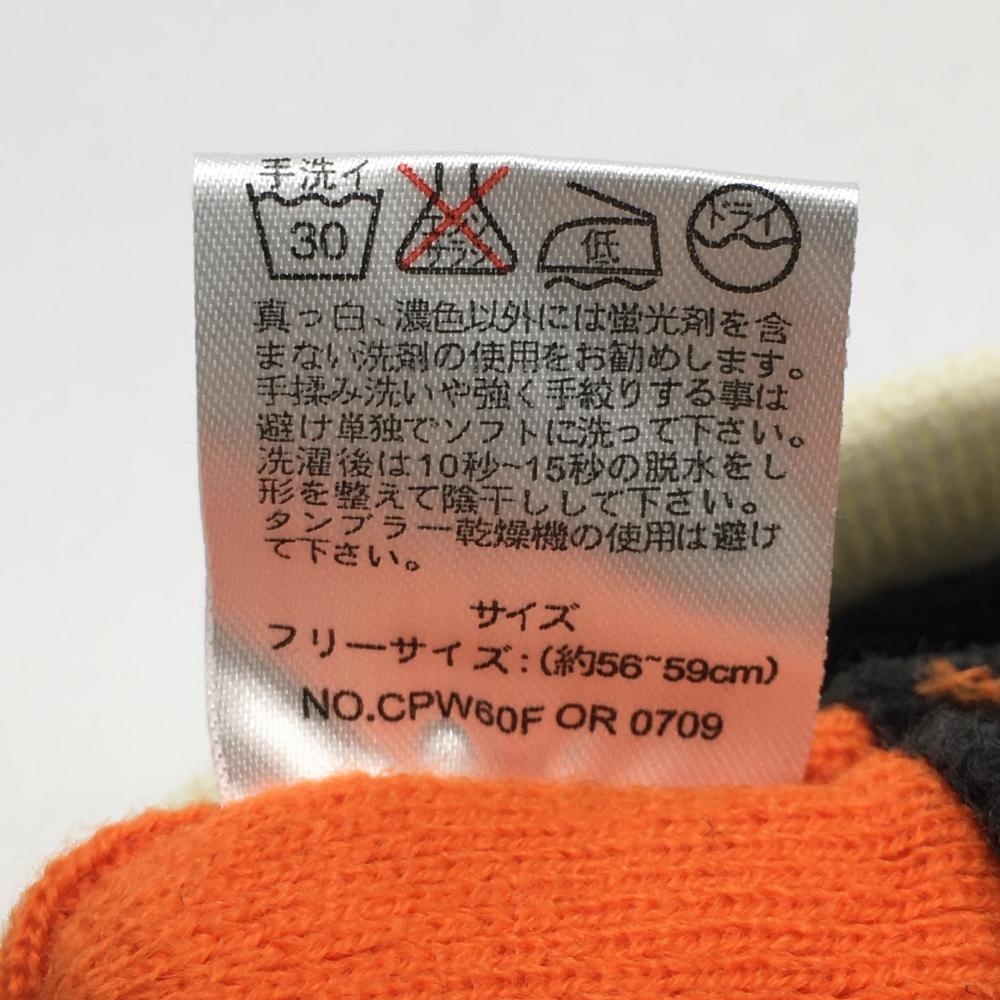 手洗イ
30
エンソ
サラシ
低
ドライ
真っ白、濃色以外には蛍光剤を含
まない洗剤の使用をお勧めします。
手揉み洗いや強く手絞りする事は
避け単独でソフトに洗って下さい。
洗濯後は10秒~15秒の脱水をし
形を整えて陰干しして下さい。
タンブラー乾燥機の使用は避け
て下さい。
サイズ
フリーサイズ:(約56~59cm)
NO.CPW60F OR 0709